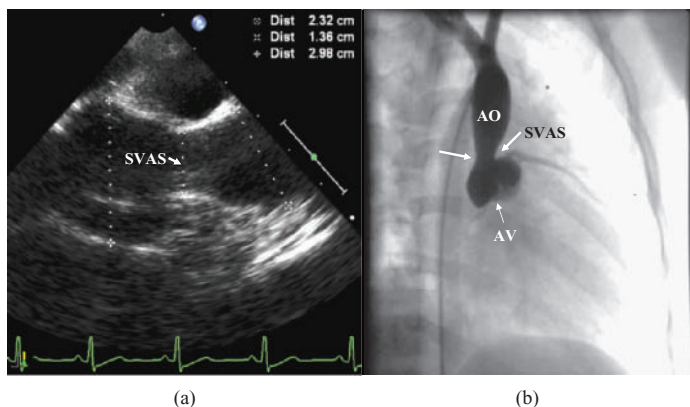 Dist 2.32 cm
Dist 1.36 cm
Dist 2.98 cm
SVAS
AO
SVAS
AV
(a)
(b)